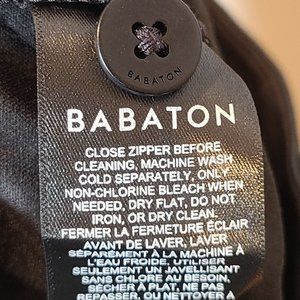 BABATON
BABATON
CLOSE ZIPPER BEFORE
CLEANING, MACHINE WASH
COLD SEPARATELY, ONLY
NON-CHLORINE BLEACH WHEN
NEEDED, DRY FLAT, DO NOT
IRON, OR DRY CLEAN.
FERMER LA FERMETURE ÉCLAIR
AVANT DE LAVER, LAVER
SÉPARÉMENT À LA MACHINE À
L'EAU FROIDE, UTILISER
SEULEMENT UN JAVELLISANT
SANS CHLORE AU BESOIN,
SÉCHER À PLAT, NE PAS
REPASSER, OU NETTOYER À